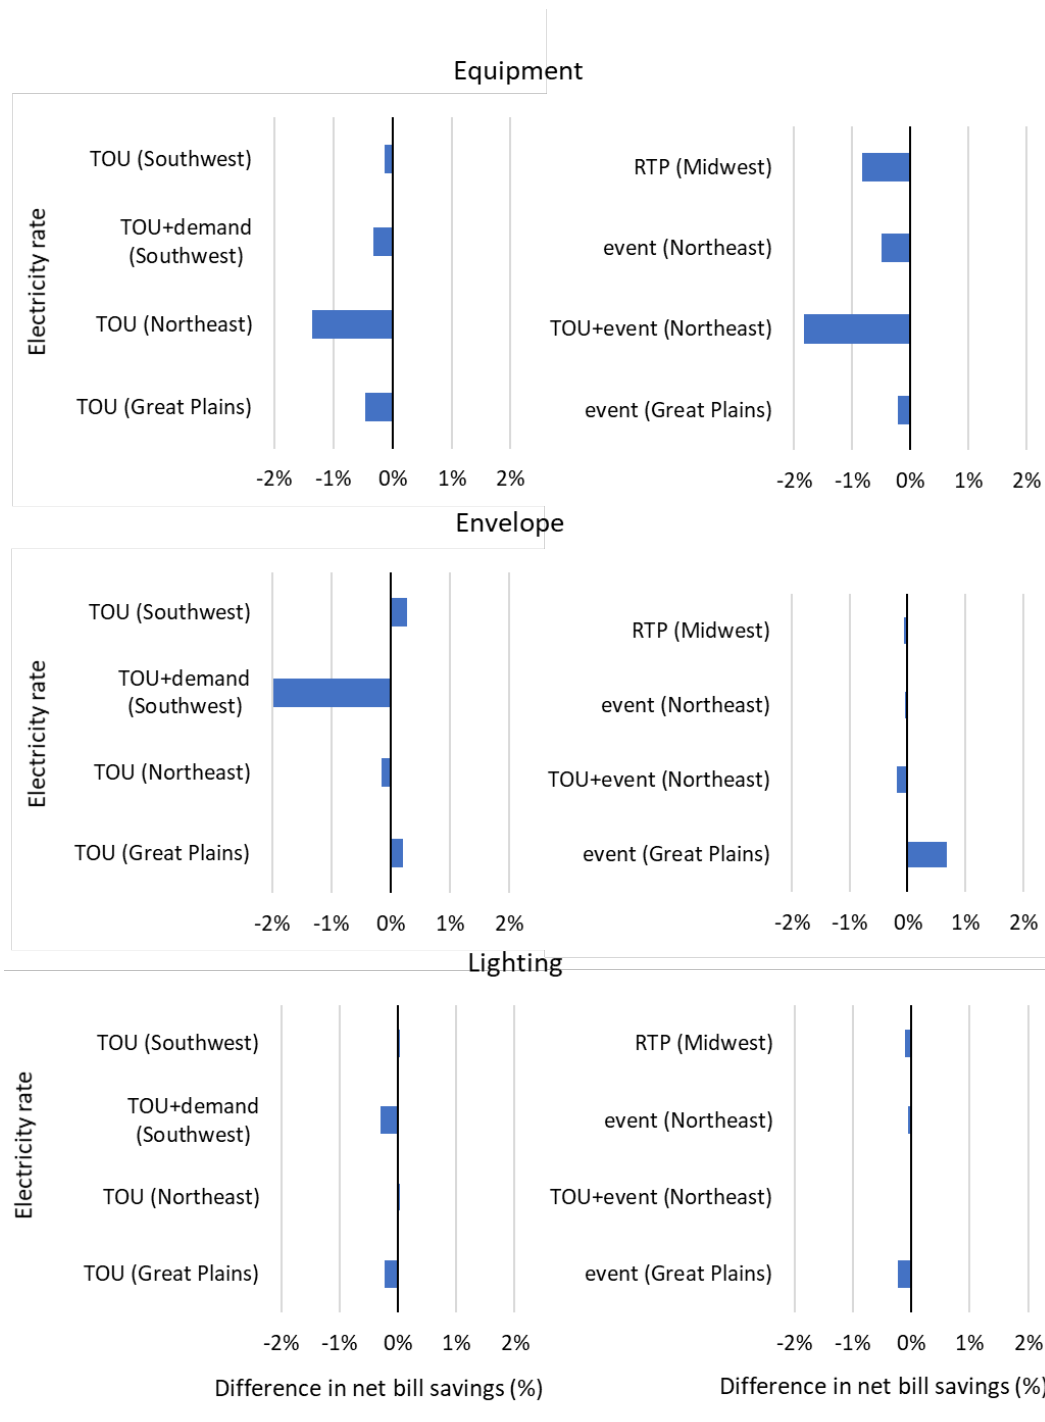 Equipment
Electricity rate
TOU (Southwest)
TOU+demand
(Southwest)
TOU (Northeast)
TOU (Great Plains)
-2% -1% 0% 1% 2%
RTP (Midwest)
event (Northeast)
TOU+event (Northeast)
event (Great Plains)
-2% -1% 0% 1% 2%
Envelope
Electricity rate
TOU (Southwest)
TOU+demand
(Southwest)
TOU (Northeast)
TOU (Great Plains)
-2% -1% 0% 1% 2%
RTP (Midwest)
event (Northeast)
TOU+event (Northeast)
event (Great Plains)
-2% -1% 0% 1% 2%
Lighting
Electricity rate
TOU (Southwest)
TOU+demand
(Southwest)
TOU (Northeast)
TOU (Great Plains)
-2% -1% 0% 1% 2%
Difference in net bill savings (%)
RTP (Midwest)
event (Northeast)
TOU+event (Northeast)
event (Great Plains)
-2% -1% 0% 1% 2%
Difference in net bill savings (%)